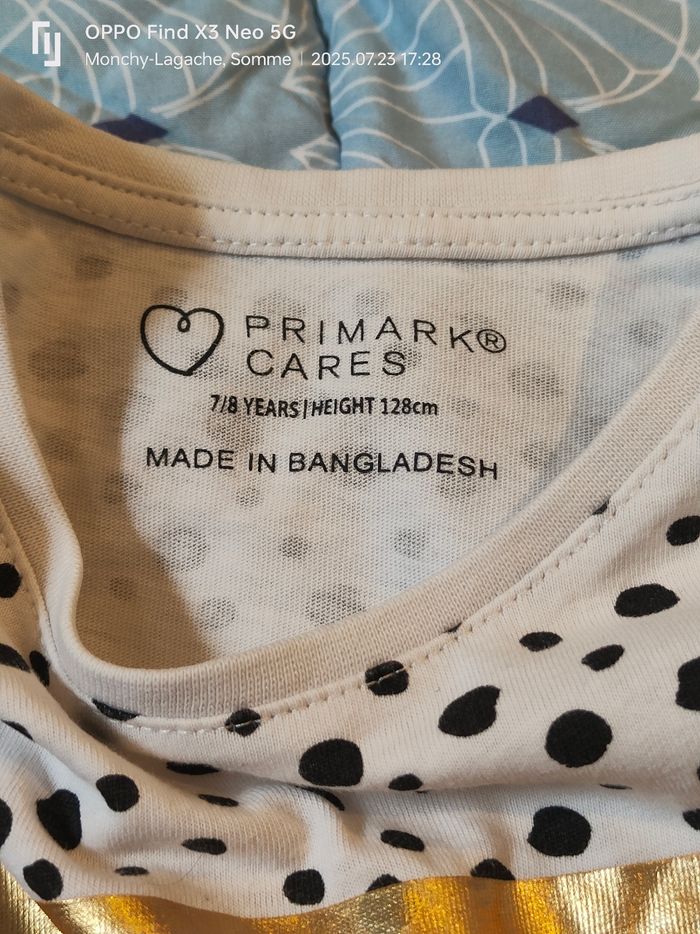 OPPO Find X3 Neo 5G
Monchy-Lagache, Somme | 2025.07.23 17:28
PRIMARK®
CARES
7/8 YEARS|HEIGHT 128cm
MADE IN BANGLADESH